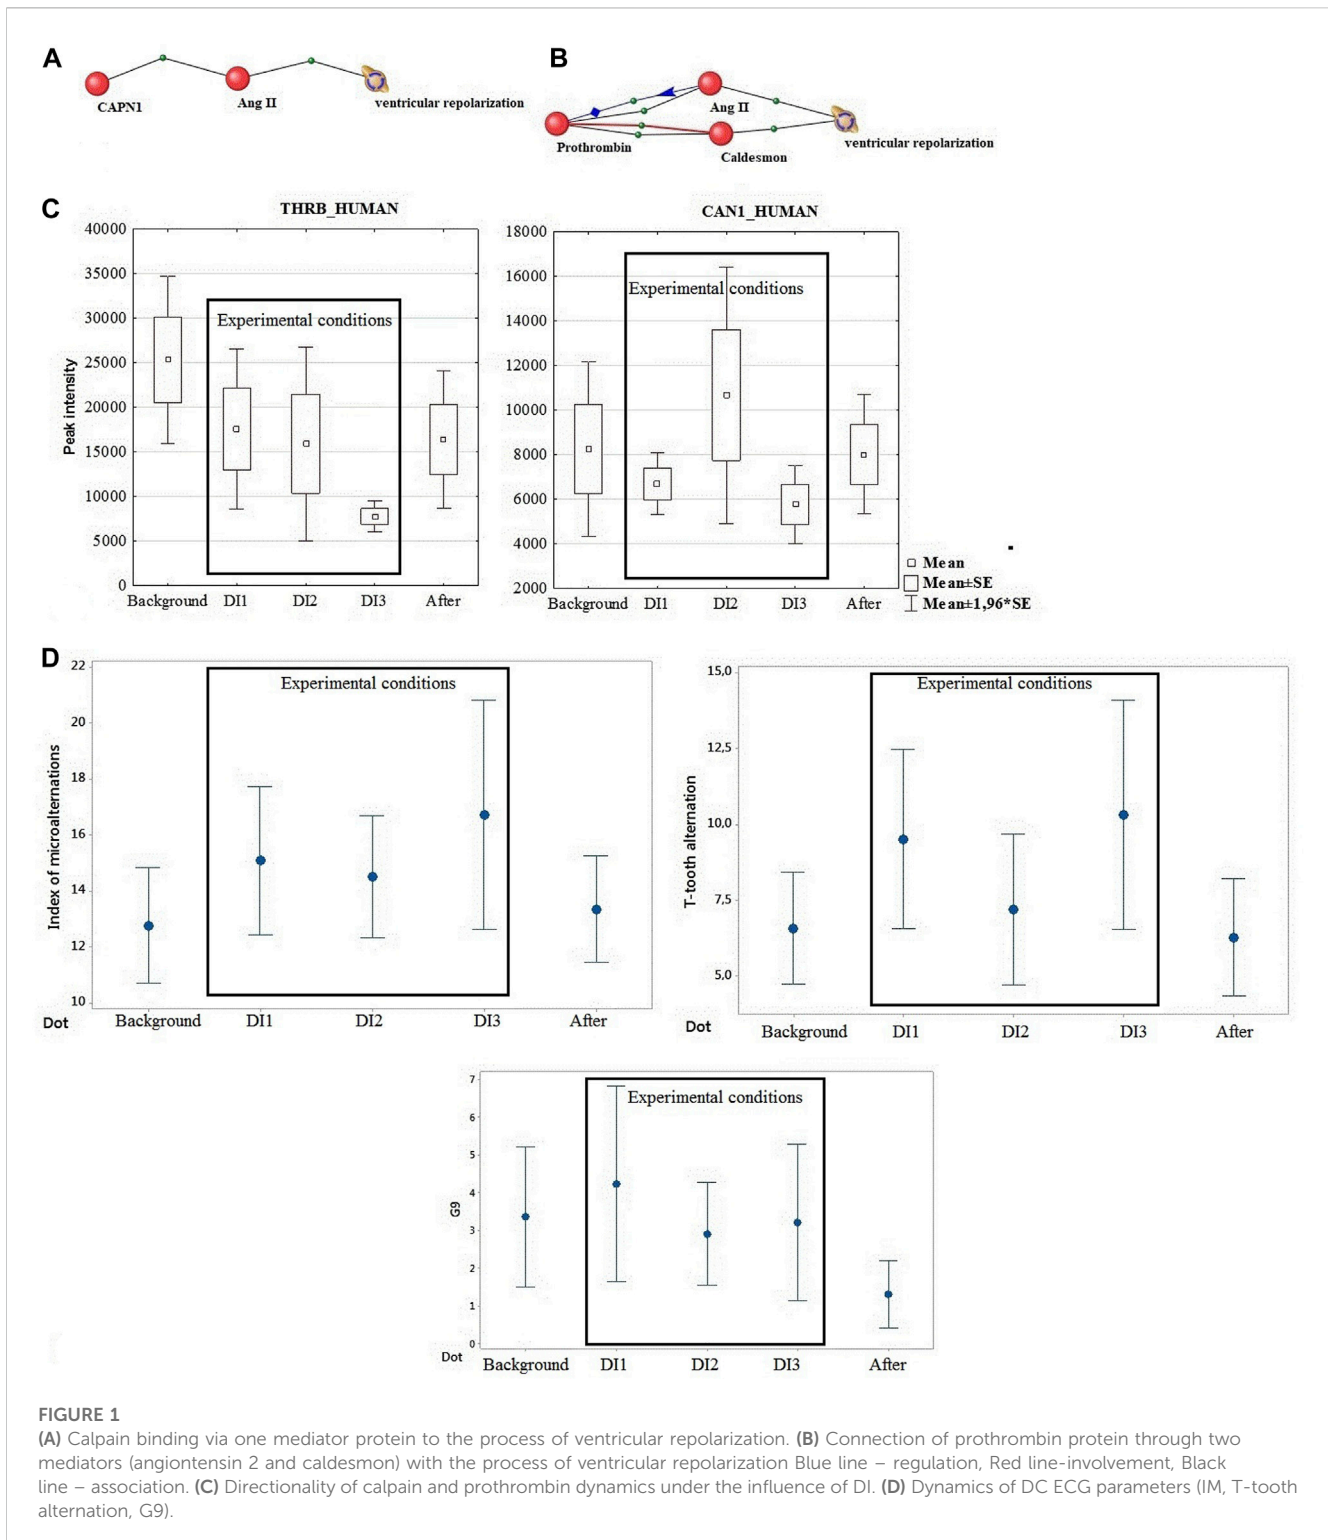 A
CAPN1
Ang II
ventricular repolarization
B
Ang II
Prothrombin
Caldesmon
ventricular repolarization
C
THRB_HUMAN
40000
35000
30000
25000
20000
15000
10000
5000
0
Peak intensity
Experimental conditions
Background DI1 DI2 DI3 After
CAN1_HUMAN
18000
16000
14000
12000
10000
8000
6000
4000
2000
Experimental conditions
Background DI1 DI2 DI3 After
Mean
Mean±SE
Mean±1,96*SE
D
22
20
18
16
14
12
10
Index of microalternations
Experimental conditions
Dot
Background DI1 DI2 DI3 After
15,0
12,5
10,0
7,5
5,0
T-tooth alternation
Experimental conditions
Dot
Background DI1 DI2 DI3 After
7
6
5
4
3
2
1
0
G9
Experimental conditions
Dot
Background DI1 DI2 DI3 After
FIGURE 1
(A) Calpain binding via one mediator protein to the process of ventricular repolarization. (B) Connection of prothrombin protein through two
mediators (angiontensin 2 and caldesmon) with the process of ventricular repolarization Blue line – regulation, Red line-involvement, Black
line – association. (C) Directionality of calpain and prothrombin dynamics under the influence of DI. (D) Dynamics of DC ECG parameters (IM, T-tooth
alternation, G9).